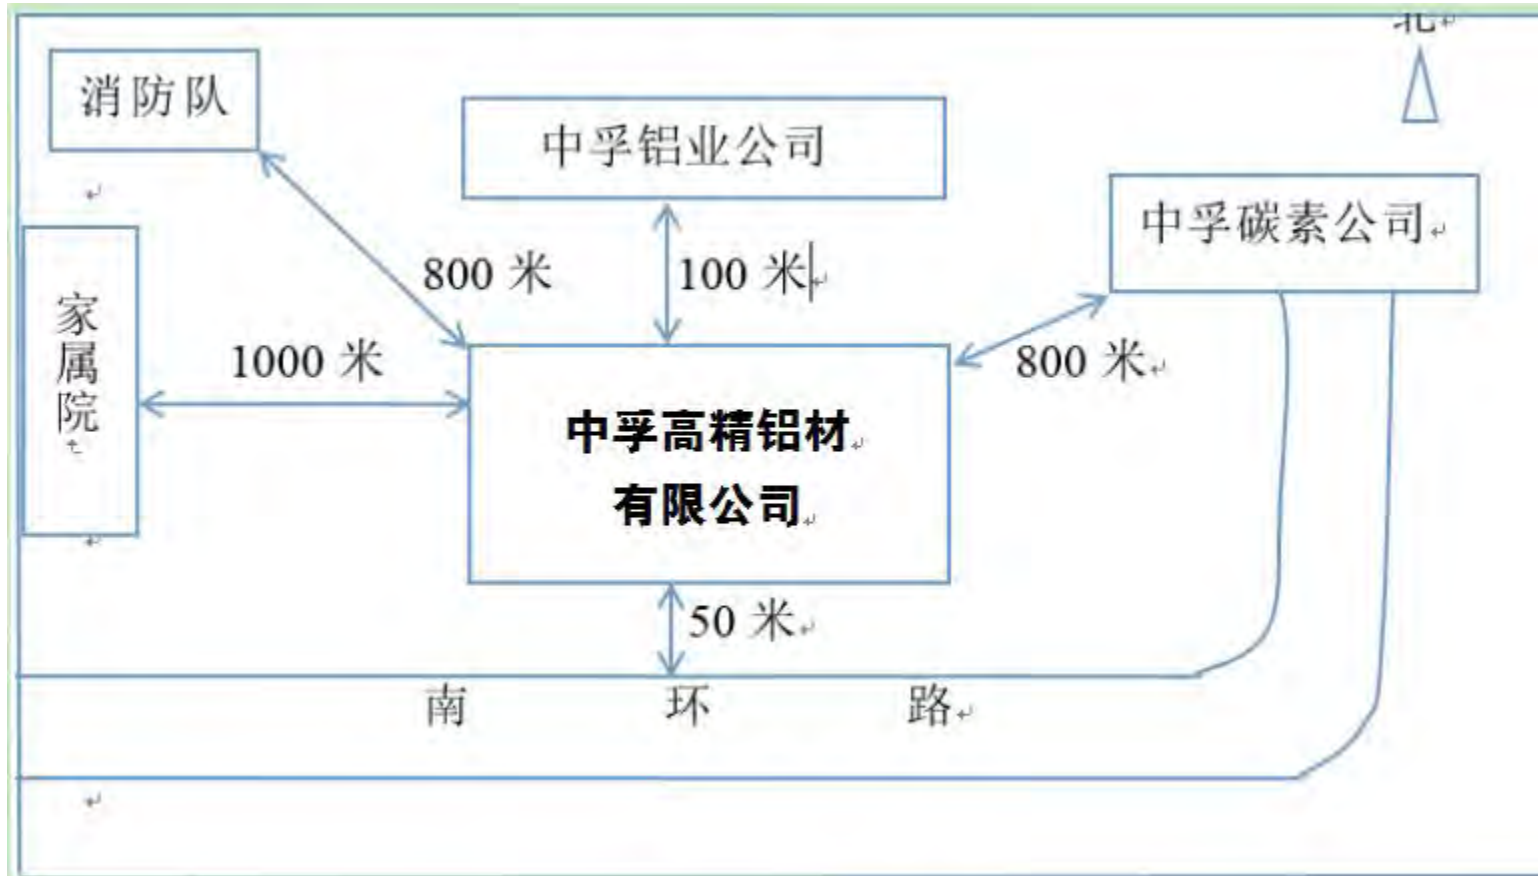 北
消防队
中孚铝业公司
中孚碳素公司
800 米
100 米
家属院
1000 米
800 米
中孚高精铝材
有限公司
50 米
南 环 路